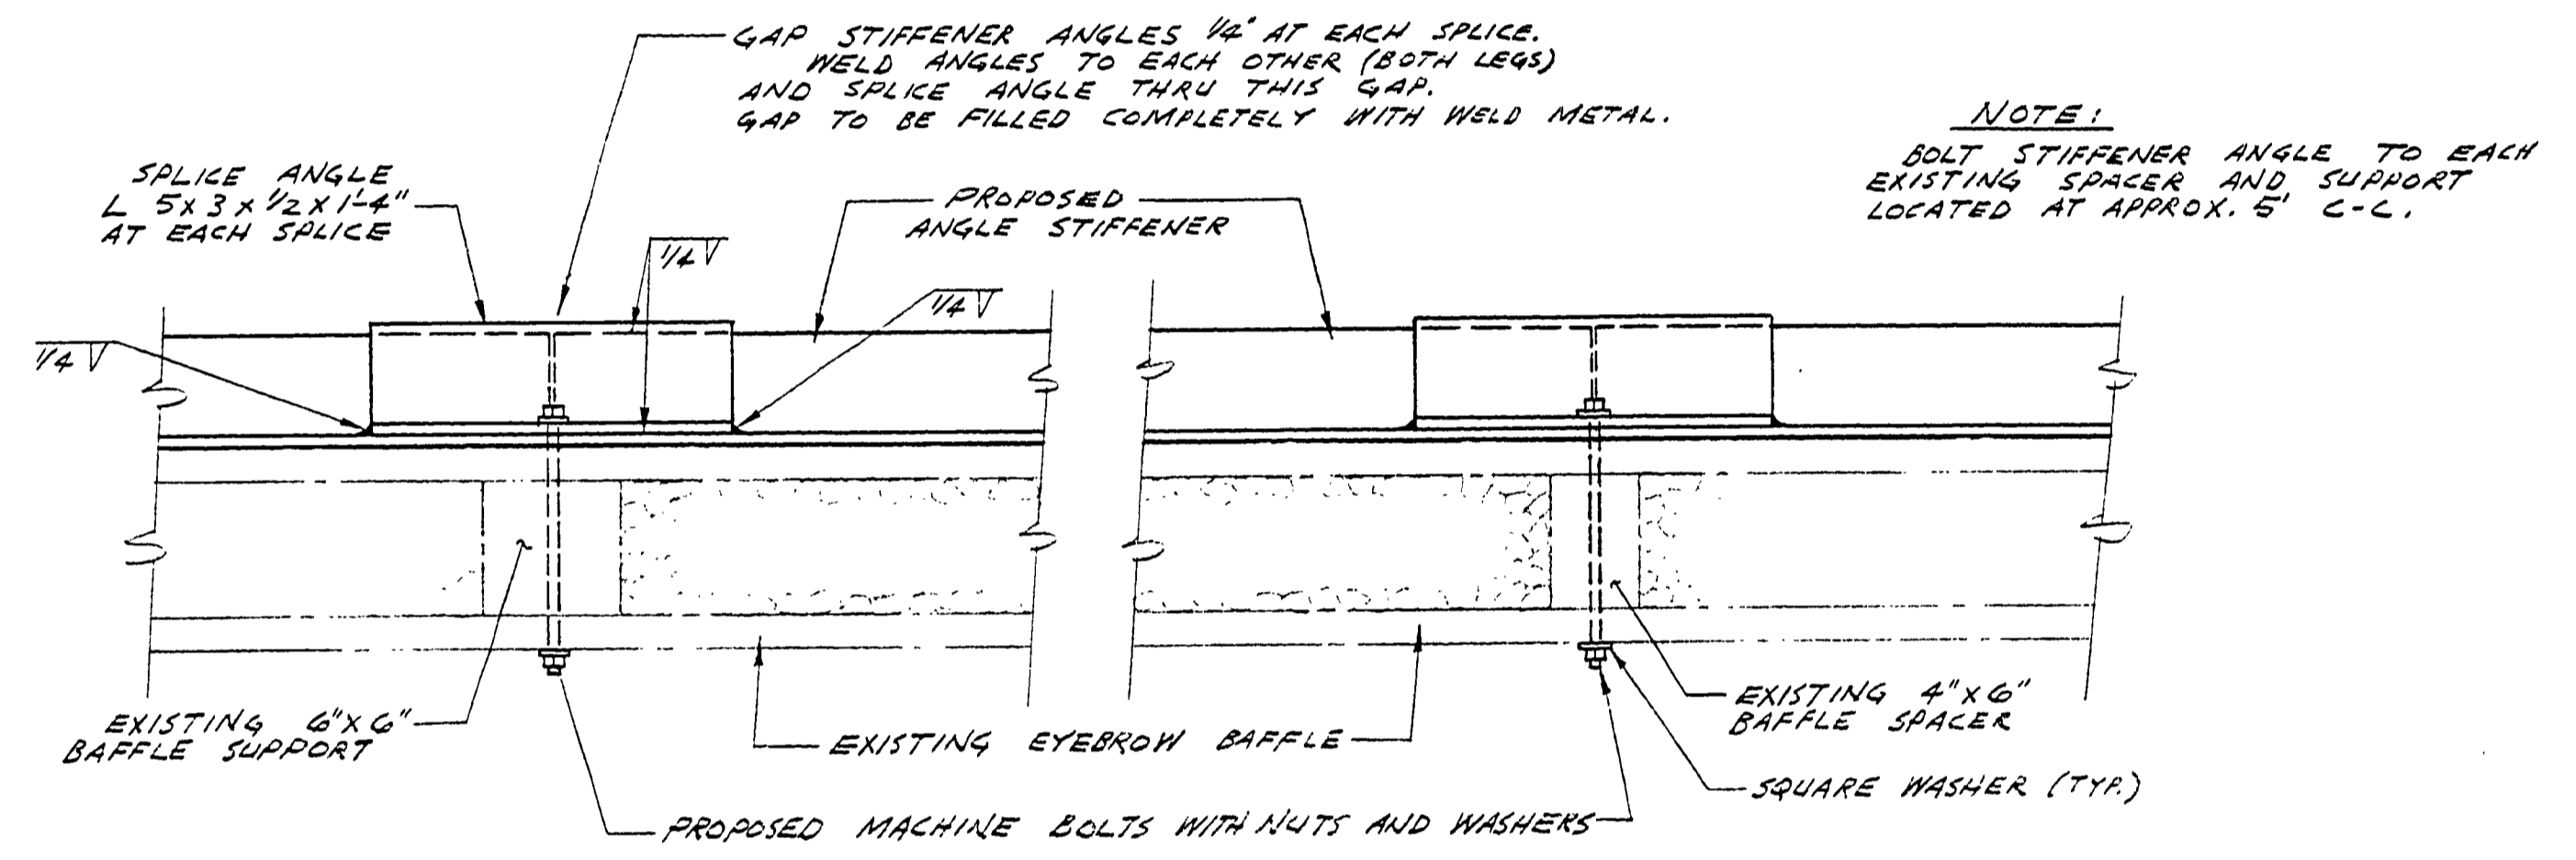 GAP STIFFENER ANGLES 1/4" AT EACH SPLICE.
WELD ANGLES TO EACH OTHER (BOTH LEGS)
AND SPLICE ANGLE THRU THIS GAP.
GAP TO BE FILLED COMPLETELY WITH WELD METAL.
NOTE:
BOLT STIFFENER ANGLE TO EACH
EXISTING SPACER AND SUPPORT
LOCATED AT APPROX. 5' C-C.
SPLICE ANGLE
L 5x3x1/2x1'-4"
AT EACH SPLICE
PROPOSED
ANGLE STIFFENER
1/4
1/4
1/4
EXISTING 6"x6"
BAFFLE SUPPORT
EXISTING EYEBROW BAFFLE
EXISTING 4"x6"
BAFFLE SPACER
SQUARE WASHER (TYP.)
PROPOSED MACHINE BOLTS WITH NUTS AND WASHERS